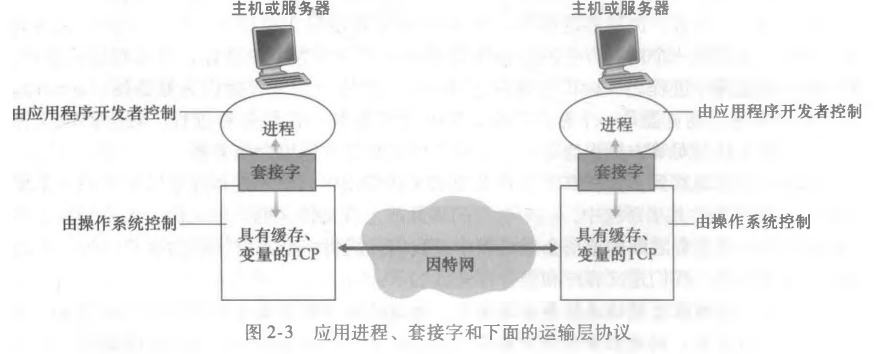 主机或服务器 主机或服务器
由应用程序开发者控制 由应用程序开发者控制
进程 进程
套接字 套接字
由操作系统控制 由操作系统控制
具有缓存、 具有缓存、
变量的TCP 因特网 变量的TCP
图 2-3 应用进程、套接字和下面的运输层协议